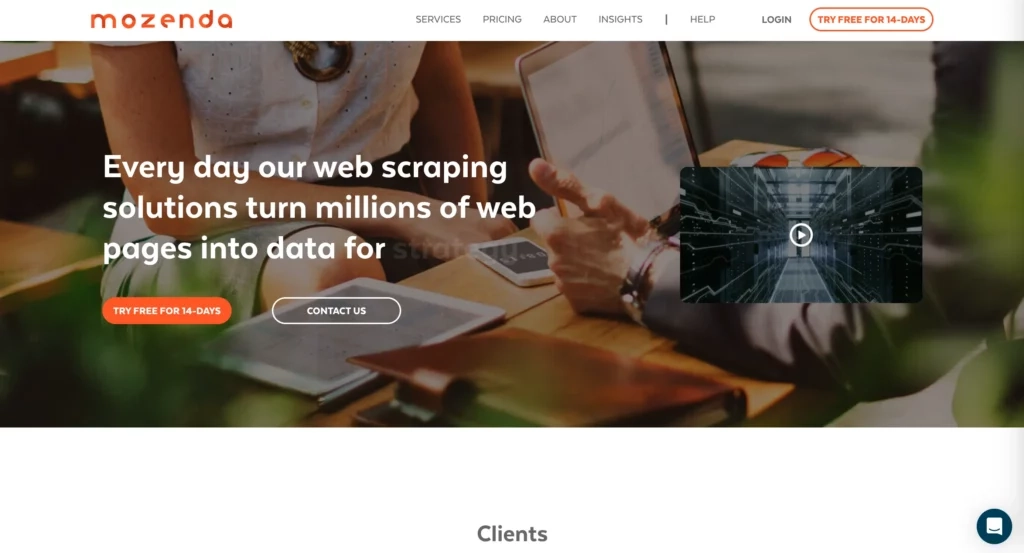 mozenda
SERVICES PRICING ABOUT INSIGHTS | HELP LOGIN TRY FREE FOR 14-DAYS
Every day our web scraping
solutions turn millions of web
pages into data for
TRY FREE FOR 14-DAYS CONTACT US
Clients